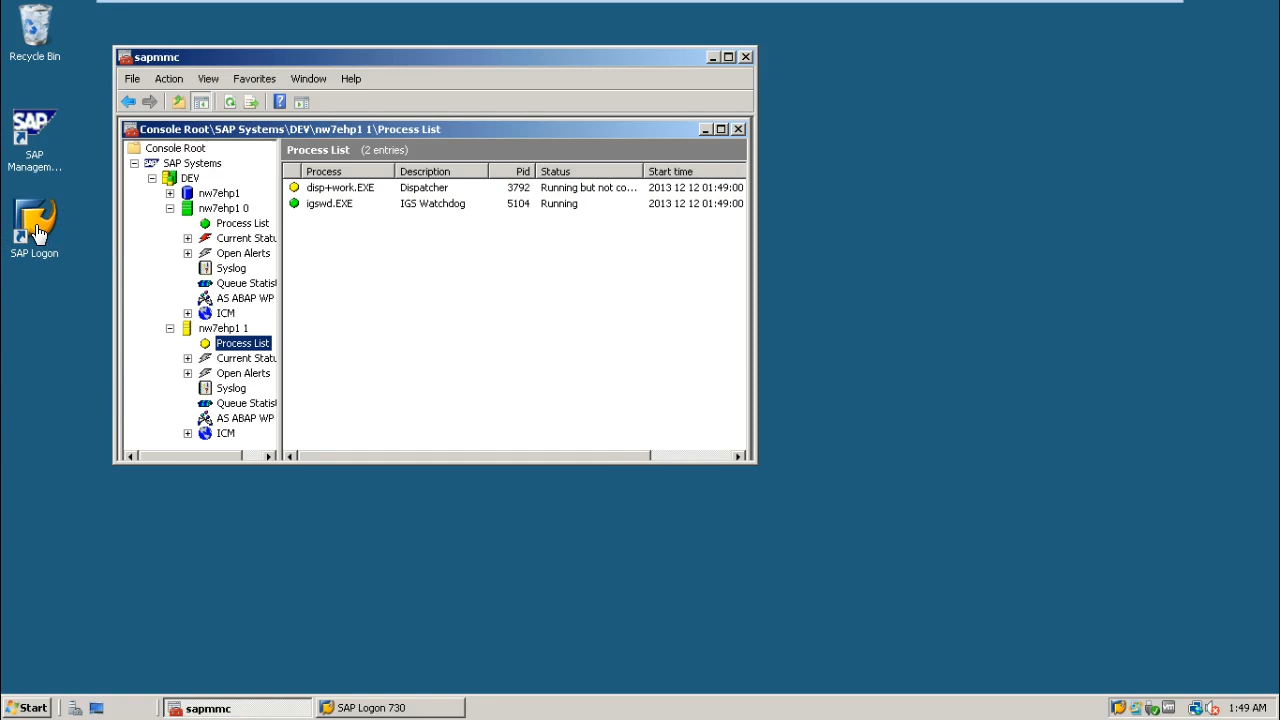 Recycle Bin
SAP
SAP
Managem...
SAP Logon
sapmmc
File Action View Favorites Window Help
Console Root\SAP Systems\DEV\nw7ehp1 1\Process List
Console Root
SAP Systems
DEV
nw7ehp1
nw7ehp1 0
Process List
Current Statu
Open Alerts
Syslog
Queue Statist
AS ABAP WP
ICM
nw7ehp1 1
Process List
Current Statu
Open Alerts
Syslog
Queue Statist
AS ABAP WP
ICM
Process List (2 entries)
Process Description Pid Status Start time
disp+work.EXE Dispatcher 3792 Running but not co... 2013 12 12 01:49:00
igswd.EXE IGS Watchdog 5104 Running 2013 12 12 01:49:00
Start sapmmc SAP Logon 730 1:49 AM